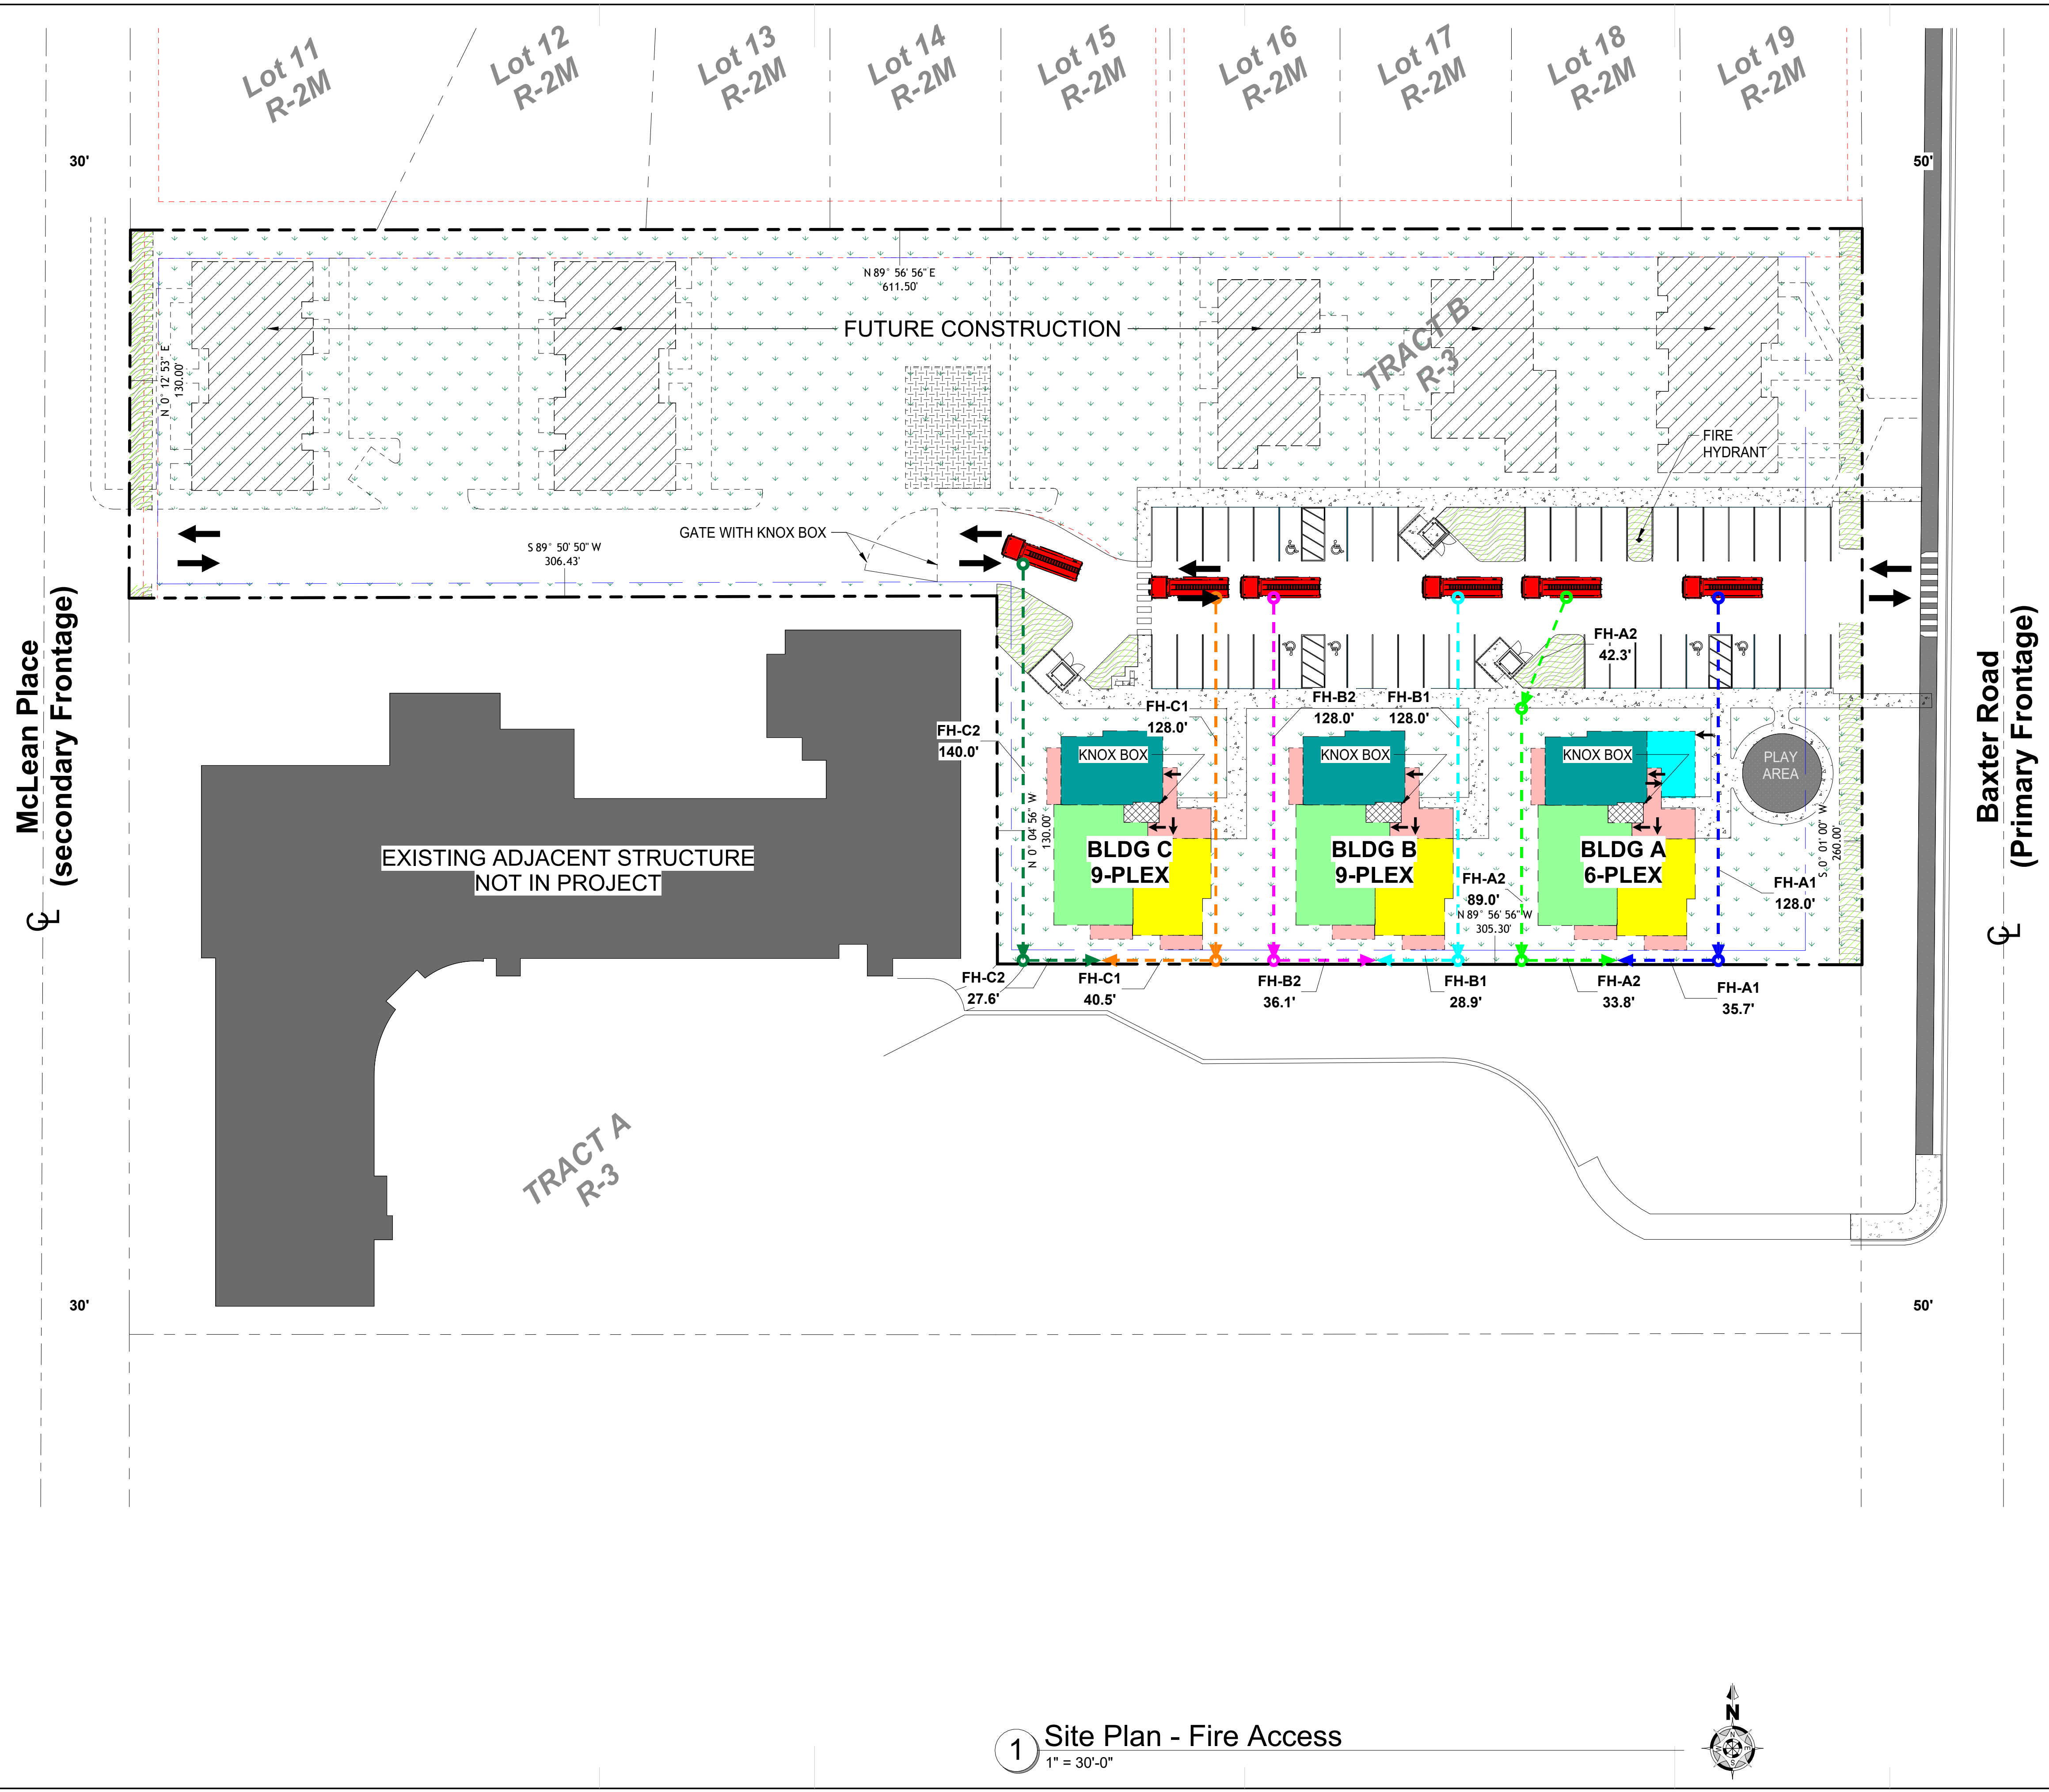 Lot 11
R-2M
Lot 12
R-2M
Lot 13
R-2M
Lot 14
R-2M
Lot 15
R-2M
Lot 16
R-2M
Lot 17
R-2M
Lot 18
R-2M
Lot 19
R-2M
30'
50'
N 89° 56' 56" E
611.50'
FUTURE CONSTRUCTION
TRACT B
R-3
N 0° 12' 53" E
130.00'
FIRE
HYDRANT
GATE WITH KNOX BOX
S 89° 50' 50" W
306.43'
McLean Place
(secondary Frontage)
CL
Baxter Road
(Primary Frontage)
CL
FH-A2
42.3'
FH-C1
128.0'
FH-B2
128.0'
FH-B1
128.0'
FH-C2
140.0'
KNOX BOX
KNOX BOX
KNOX BOX
PLAY
AREA
N 0° 04' 56" W
130.00'
S 0° 01' 00" W
260.00'
EXISTING ADJACENT STRUCTURE
NOT IN PROJECT
BLDG C
9-PLEX
BLDG B
9-PLEX
BLDG A
6-PLEX
FH-A2
89.0'
N 89° 56' 56" W
305.30'
FH-A1
128.0'
FH-C2
27.6'
FH-C1
40.5'
FH-B2
36.1'
FH-B1
28.9'
FH-A2
33.8'
FH-A1
35.7'
TRACT A
R-3
30'
50'
1
Site Plan - Fire Access
1" = 30'-0"
N
N
E
S
W